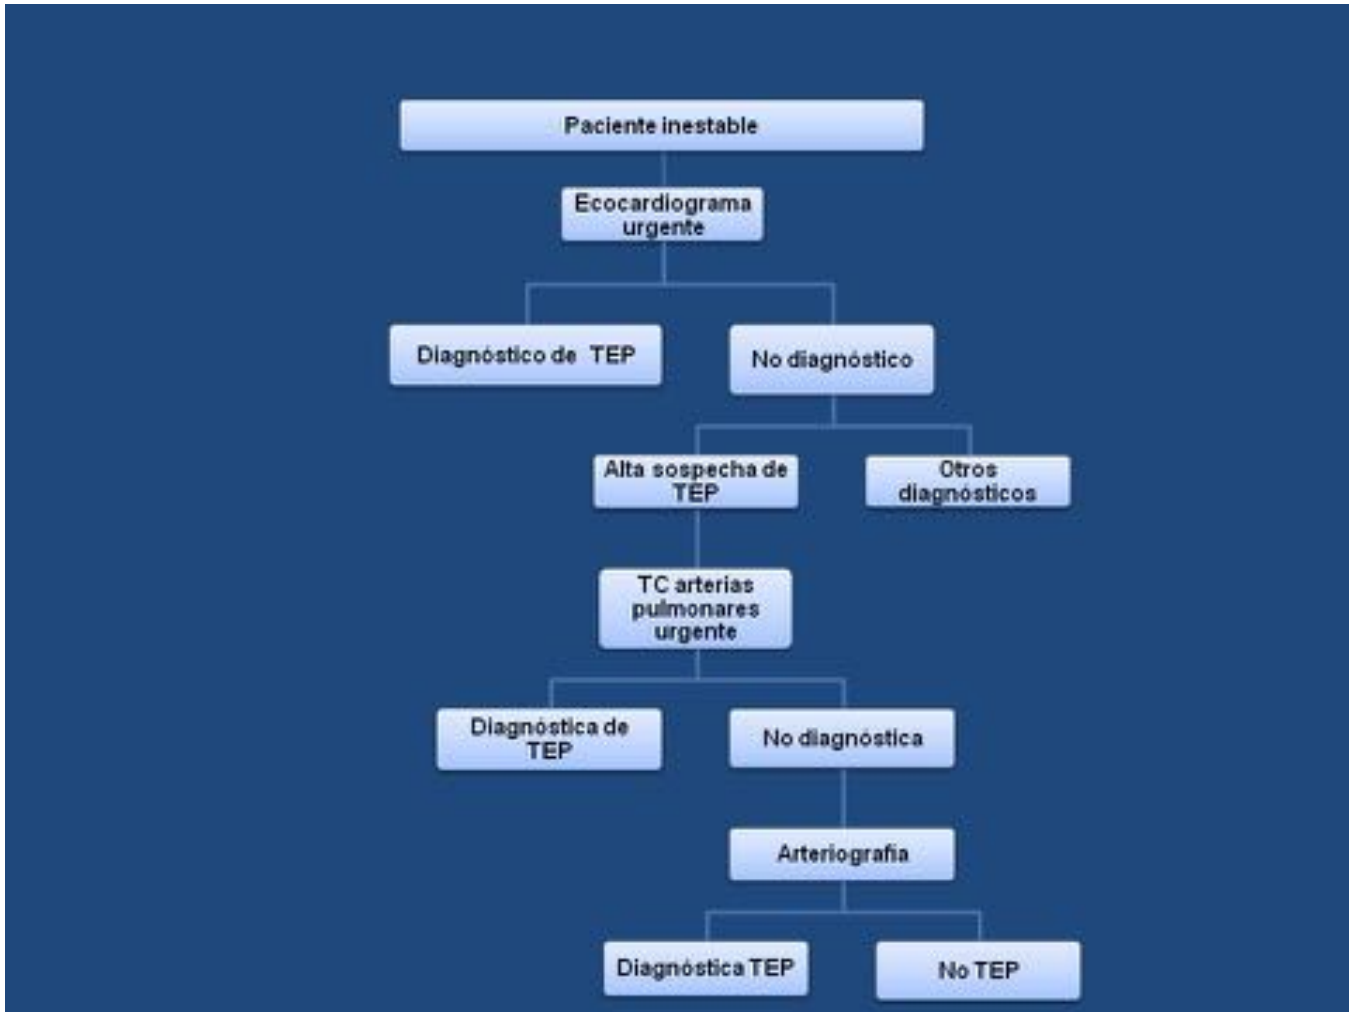 Paciente inestable
Ecocardiograma
urgente
Diagnóstico de TEP
No diagnóstico
Alta sospecha de
TEP
Otros
diagnósticos
TC arterias
pulmonares
urgente
Diagnóstica de
TEP
No diagnóstica
Arteriografia
Diagnóstica TEP
No TEP